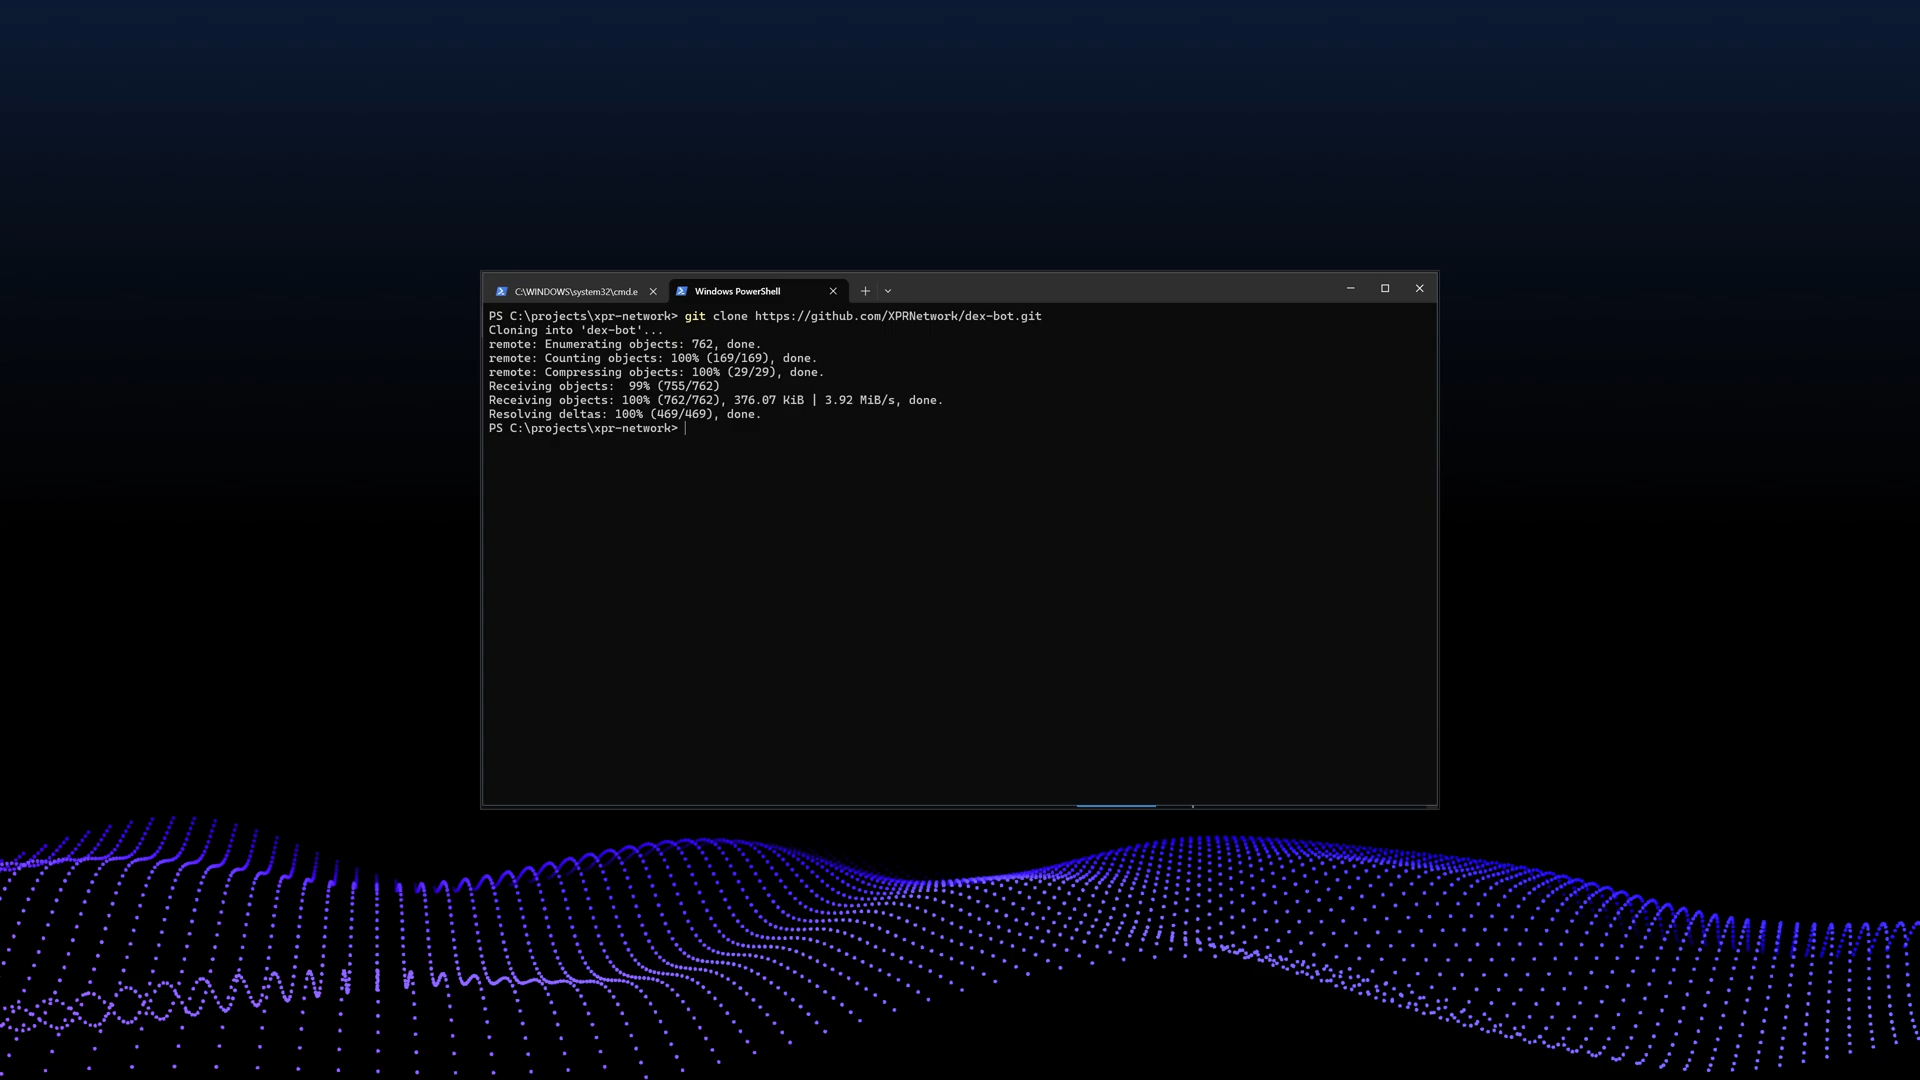 C:\WINDOWS\system32\cmd.e
Windows PowerShell
PS C:\projects\xpr-network> git clone https://github.com/XPRNetwork/dex-bot.git
Cloning into 'dex-bot'...
remote: Enumerating objects: 762, done.
remote: Counting objects: 100% (169/169), done.
remote: Compressing objects: 100% (29/29), done.
Receiving objects:  99% (755/762)
Receiving objects: 100% (762/762), 376.07 KiB | 3.92 MiB/s, done.
Resolving deltas: 100% (469/469), done.
PS C:\projects\xpr-network>